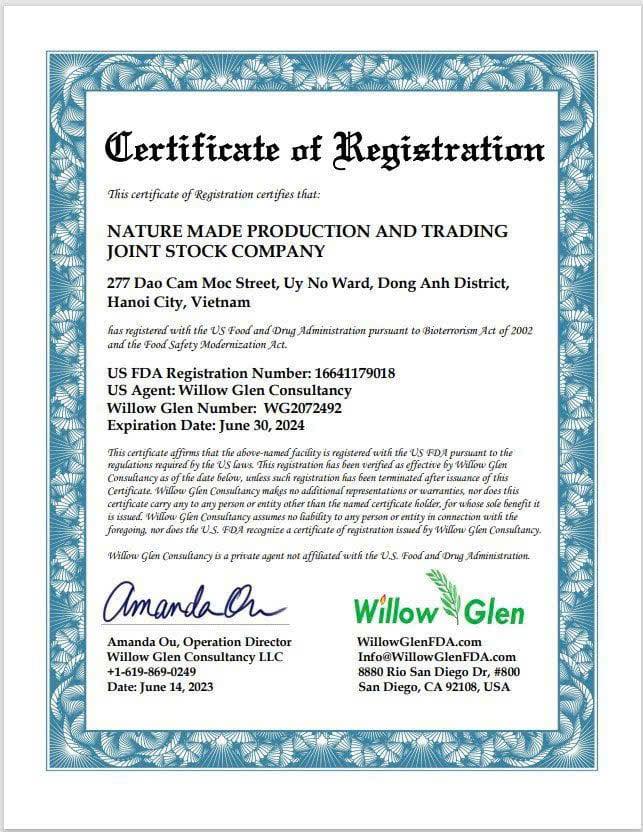 Certificate of Registration
This certificate of Registration certifies that:
NATURE MADE PRODUCTION AND TRADING
JOINT STOCK COMPANY
277 Dao Cam Moc Street, Uy No Ward, Dong Anh District,
Hanoi City, Vietnam
has registered with the US Food and Drug Administration pursuant to Bioterrorism Act of 2002
and the Food Safety Modernization Act.
US FDA Registration Number: 16641179018
US Agent: Willow Glen Consultancy
Willow Glen Number: WG2072492
Expiration Date: June 30, 2024
This certificate affirms that the above-named facility is registered with the US FDA pursuant to the
regulations required by the US laws. This registration has been verified as effective by Willow Glen
Consultancy as of the date below, unless such registration has been terminated after issuance of this
Certificate. Willow Glen Consultancy makes no additional representations or warranties, nor does this
certificate carry any to any person or entity other than the named certificate holder, for whose sole benefit it
is issued. Willow Glen Consultancy assumes no liability to any person or entity in connection with the
foregoing, nor does the U.S. FDA recognize a certificate of registration issued by Willow Glen Consultancy.
Willow Glen Consultancy is a private agent not affiliated with the U.S. Food and Drug Administration.
Amanda Ou
Willow Glen
Amanda Ou, Operation Director
Willow Glen Consultancy LLC
+1-619-869-0249
Date: June 14, 2023
WillowGlenFDA.com
Info@WillowGlenFDA.com
8880 Rio San Diego Dr, #800
San Diego, CA 92108, USA